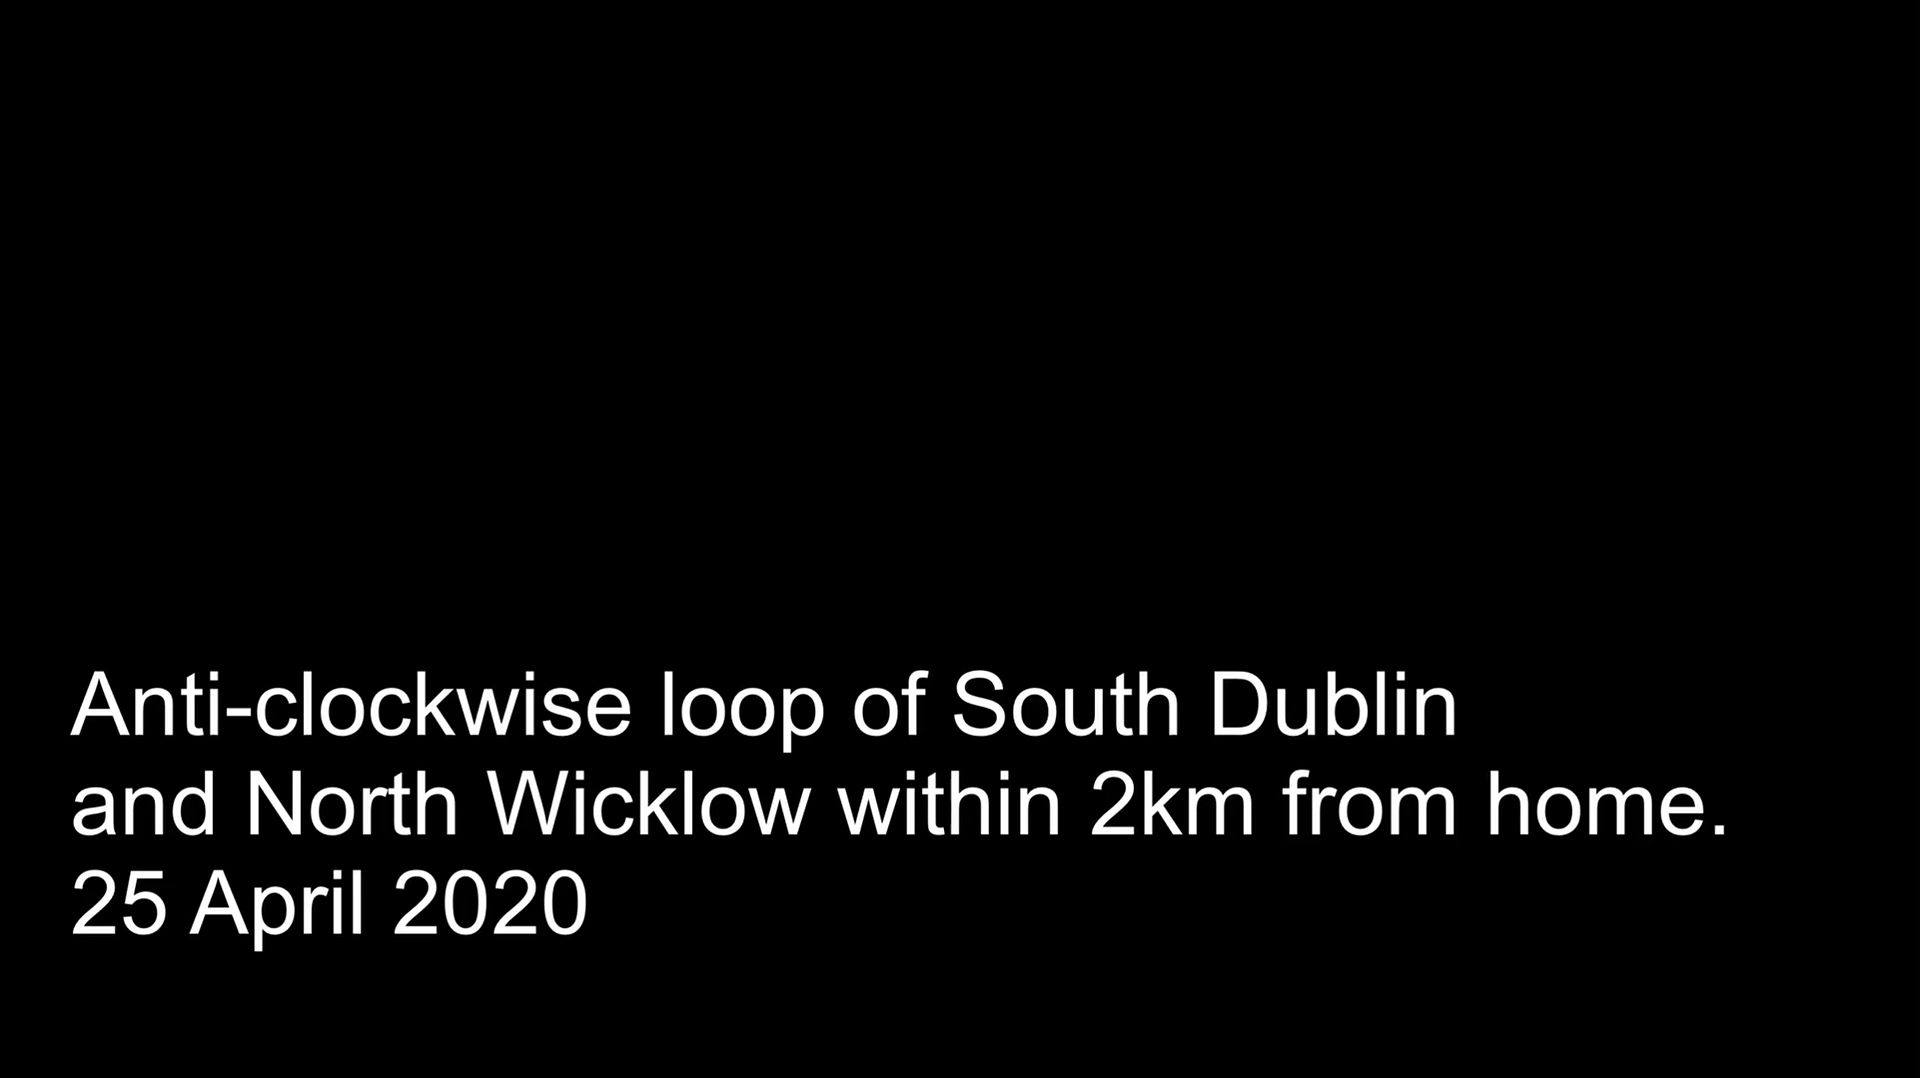 Anti-clockwise loop of South Dublin
and North Wicklow within 2km from home.
25 April 2020